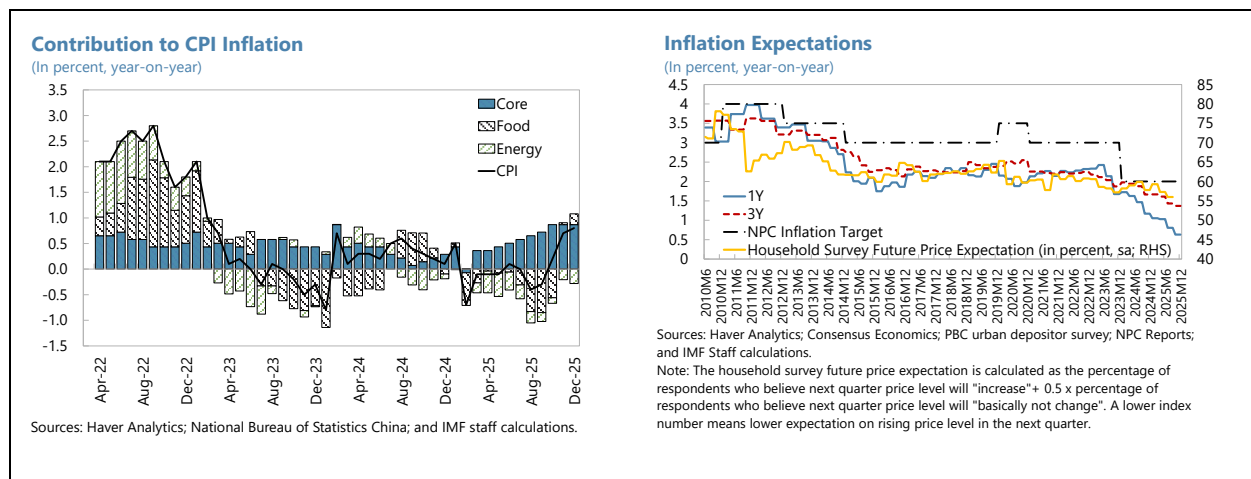 Contribution to CPI Inflation
(In percent, year-on-year)
3.5
3.0
2.5
2.0
1.5
1.0
0.5
0.0
-0.5
-1.0
-1.5
Core
Food
Energy
CPI
Apr-22
Aug-22
Dec-22
Apr-23
Aug-23
Dec-23
Apr-24
Aug-24
Dec-24
Apr-25
Aug-25
Dec-25
Sources: Haver Analytics; National Bureau of Statistics China; and IMF staff calculations.
Inflation Expectations
(In percent, year-on-year)
4.5
4
3.5
3
2.5
2
1.5
1
0.5
0
85
80
75
70
65
60
55
50
45
40
1Y
3Y
NPC Inflation Target
Household Survey Future Price Expectation (in percent, sa; RHS)
2010M6
2010M12
2011M6
2011M12
2012M6
2012M12
2013M6
2013M12
2014M6
2014M12
2015M6
2015M12
2016M6
2016M12
2017M6
2017M12
2018M6
2018M12
2019M6
2019M12
2020M6
2020M12
2021M6
2021M12
2022M6
2022M12
2023M6
2023M12
2024M6
2024M12
2025M6
2025M12
Sources: Haver Analytics; Consensus Economics; PBC urban depositor survey; NPC Reports;
and IMF Staff calculations.
Note: The household survey future price expectation is calculated as the percentage of
respondents who believe next quarter price level will "increase"+ 0.5 x percentage of
respondents who believe next quarter price level will "basically not change". A lower index
number means lower expectation on rising price level in the next quarter.